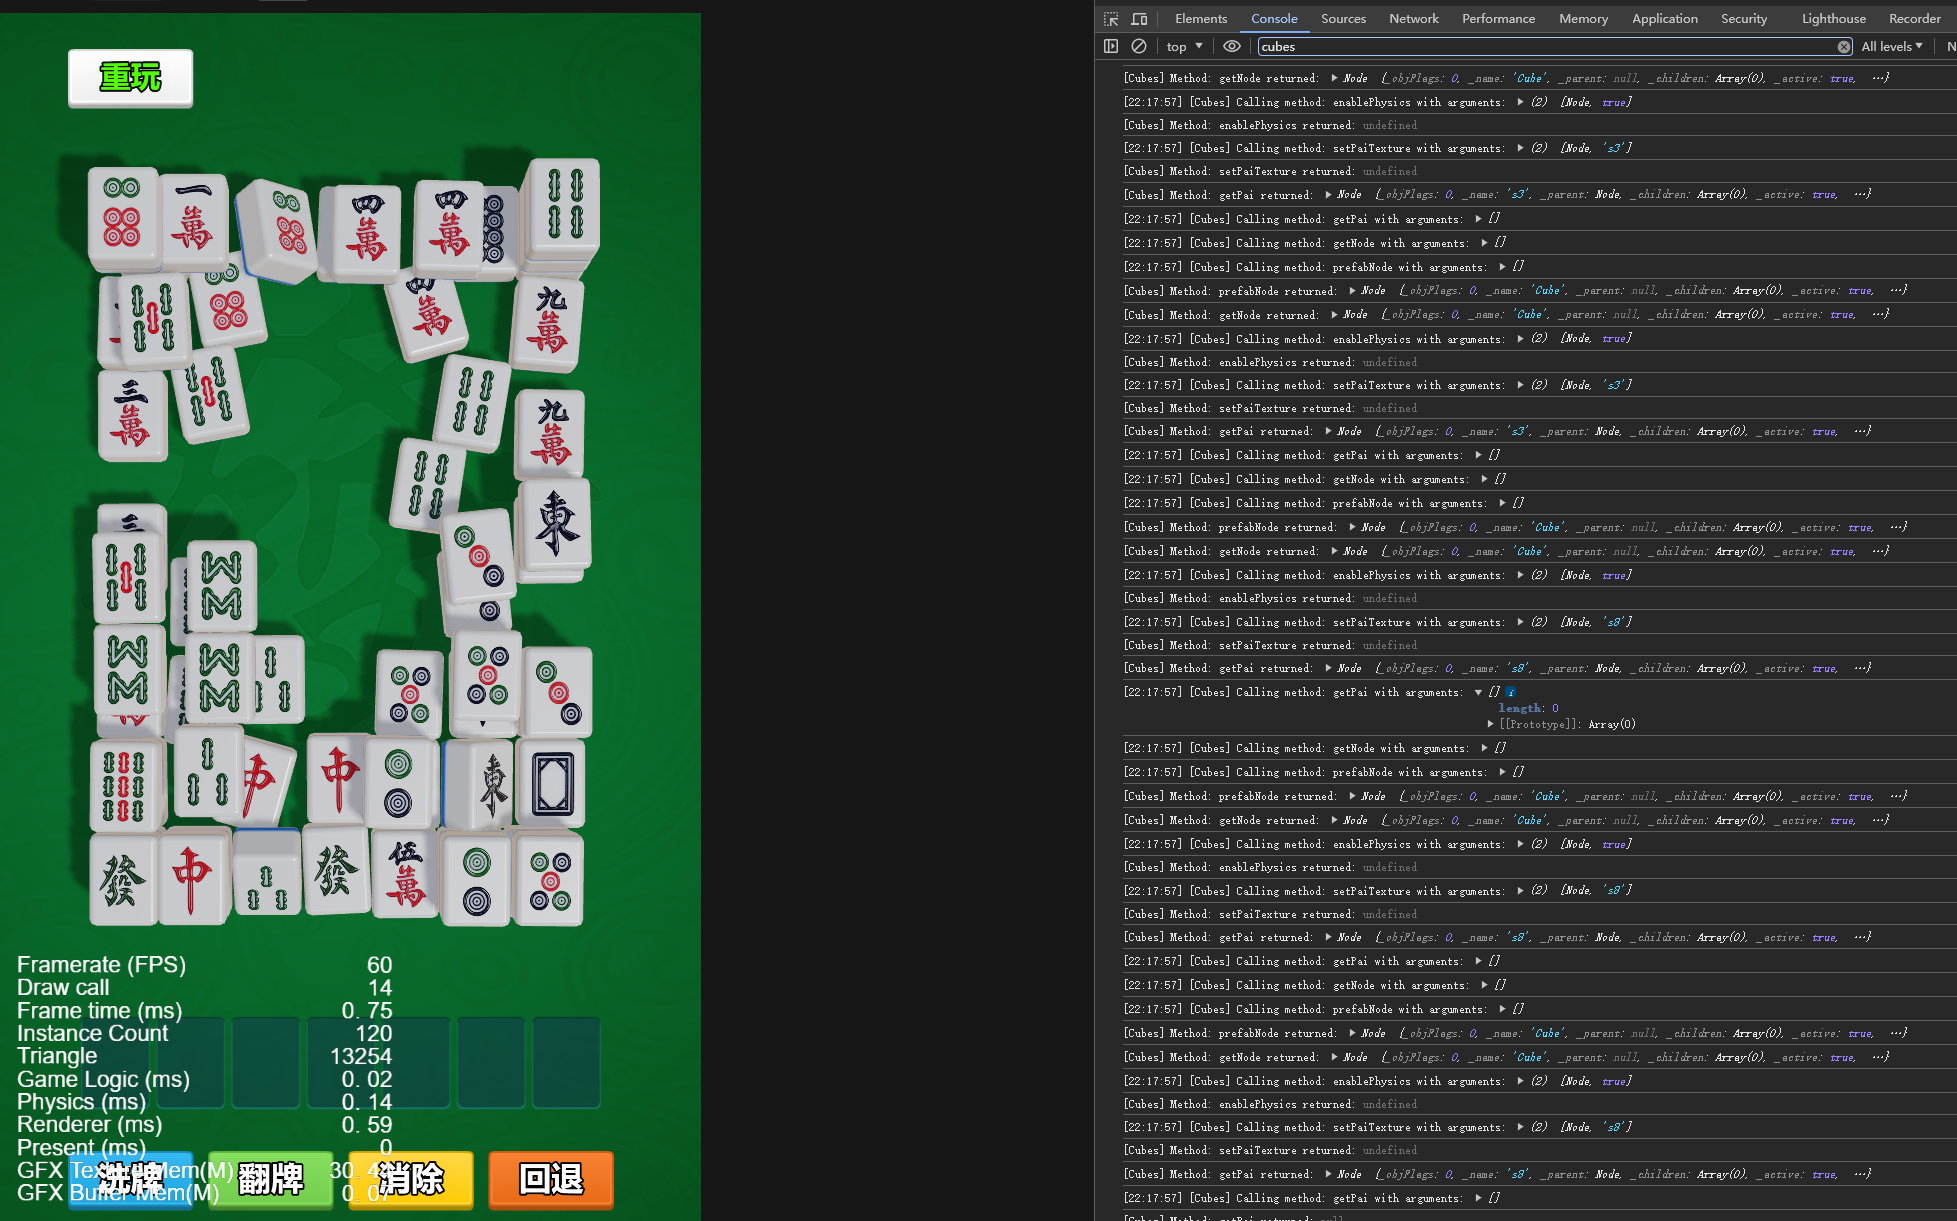 重玩
Framerate (FPS) 60
Draw call 14
Frame time (ms) 0. 75
Instance Count 120
Triangle 13254
Game Logic (ms) 0. 02
Physics (ms) 0. 14
Renderer (ms) 0. 59
Present (ms) 0
GFX Texture Mem(M) 30. 4
GFX Buffer Mem(M) 0. 07
洗牌
翻牌
消除
回退
一萬
四萬
四萬
四萬
九萬
三萬
九萬
東
三
中
中
東
發
中
發
伍萬
Elements Console Sources Network Performance Memory Application Security Lighthouse Recorder
top cubes All levels N
[Cubes] Method: getNode returned: Node {_objFlags: 0, _name: 'Cube', _parent: null, _children: Array(0), _active: true, …}
[22:17:57] [Cubes] Calling method: enablePhysics with arguments: (2) [Node, true]
[Cubes] Method: enablePhysics returned: undefined
[22:17:57] [Cubes] Calling method: setPaiTexture with arguments: (2) [Node, 's3']
[Cubes] Method: setPaiTexture returned: undefined
[Cubes] Method: getPai returned: Node {_objFlags: 0, _name: 's3', _parent: Node, _children: Array(0), _active: true, …}
[22:17:57] [Cubes] Calling method: getPai with arguments: []
[22:17:57] [Cubes] Calling method: getNode with arguments: []
[22:17:57] [Cubes] Calling method: prefabNode with arguments: []
[Cubes] Method: prefabNode returned: Node {_objFlags: 0, _name: 'Cube', _parent: null, _children: Array(0), _active: true, …}
[Cubes] Method: getNode returned: Node {_objFlags: 0, _name: 'Cube', _parent: null, _children: Array(0), _active: true, …}
[22:17:57] [Cubes] Calling method: enablePhysics with arguments: (2) [Node, true]
[Cubes] Method: enablePhysics returned: undefined
[22:17:57] [Cubes] Calling method: setPaiTexture with arguments: (2) [Node, 's3']
[Cubes] Method: setPaiTexture returned: undefined
[Cubes] Method: getPai returned: Node {_objFlags: 0, _name: 's3', _parent: Node, _children: Array(0), _active: true, …}
[22:17:57] [Cubes] Calling method: getPai with arguments: []
[22:17:57] [Cubes] Calling method: getNode with arguments: []
[22:17:57] [Cubes] Calling method: prefabNode with arguments: []
[Cubes] Method: prefabNode returned: Node {_objFlags: 0, _name: 'Cube', _parent: null, _children: Array(0), _active: true, …}
[Cubes] Method: getNode returned: Node {_objFlags: 0, _name: 'Cube', _parent: null, _children: Array(0), _active: true, …}
[22:17:57] [Cubes] Calling method: enablePhysics with arguments: (2) [Node, true]
[Cubes] Method: enablePhysics returned: undefined
[22:17:57] [Cubes] Calling method: setPaiTexture with arguments: (2) [Node, 's8']
[Cubes] Method: setPaiTexture returned: undefined
[Cubes] Method: getPai returned: Node {_objFlags: 0, _name: 's8', _parent: Node, _children: Array(0), _active: true, …}
[22:17:57] [Cubes] Calling method: getPai with arguments: [] i
length: 0
[[Prototype]]: Array(0)
[22:17:57] [Cubes] Calling method: getNode with arguments: []
[22:17:57] [Cubes] Calling method: prefabNode with arguments: []
[Cubes] Method: prefabNode returned: Node {_objFlags: 0, _name: 'Cube', _parent: null, _children: Array(0), _active: true, …}
[Cubes] Method: getNode returned: Node {_objFlags: 0, _name: 'Cube', _parent: null, _children: Array(0), _active: true, …}
[22:17:57] [Cubes] Calling method: enablePhysics with arguments: (2) [Node, true]
[Cubes] Method: enablePhysics returned: undefined
[22:17:57] [Cubes] Calling method: setPaiTexture with arguments: (2) [Node, 's8']
[Cubes] Method: setPaiTexture returned: undefined
[Cubes] Method: getPai returned: Node {_objFlags: 0, _name: 's8', _parent: Node, _children: Array(0), _active: true, …}
[22:17:57] [Cubes] Calling method: getPai with arguments: []
[22:17:57] [Cubes] Calling method: getNode with arguments: []
[22:17:57] [Cubes] Calling method: prefabNode with arguments: []
[Cubes] Method: prefabNode returned: Node {_objFlags: 0, _name: 'Cube', _parent: null, _children: Array(0), _active: true, …}
[Cubes] Method: getNode returned: Node {_objFlags: 0, _name: 'Cube', _parent: null, _children: Array(0), _active: true, …}
[22:17:57] [Cubes] Calling method: enablePhysics with arguments: (2) [Node, true]
[Cubes] Method: enablePhysics returned: undefined
[22:17:57] [Cubes] Calling method: setPaiTexture with arguments: (2) [Node, 's8']
[Cubes] Method: setPaiTexture returned: undefined
[Cubes] Method: getPai returned: Node {_objFlags: 0, _name: 's8', _parent: Node, _children: Array(0), _active: true, …}
[22:17:57] [Cubes] Calling method: getPai with arguments: []
[Cubes] Method: getPai returned: null